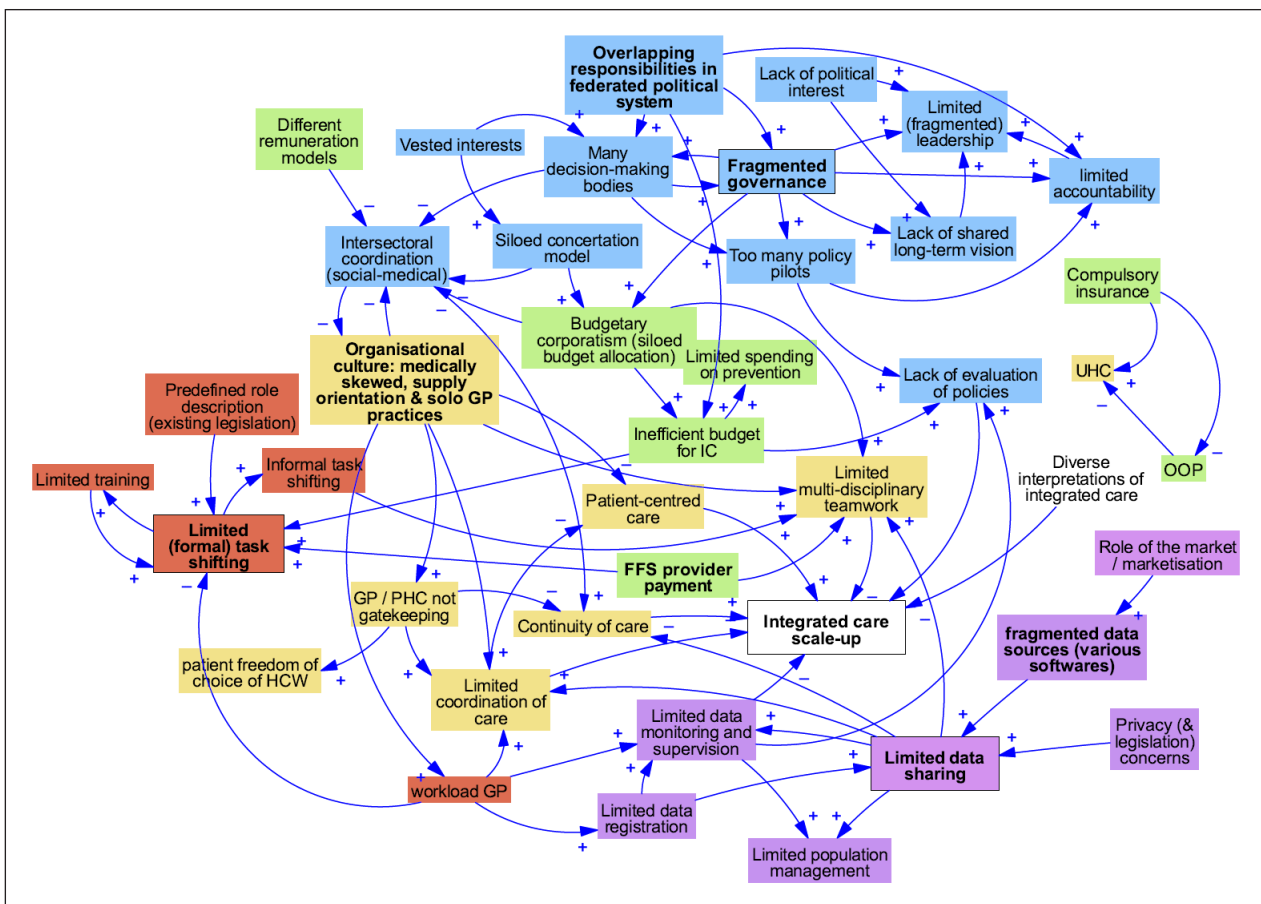 Overlapping
responsibilities in
federated political
system
Lack of political
interest
Limited
(fragmented)
leadership
Different
remuneration
models
Vested interests
Many
decision-making
bodies
Fragmented
governance
limited
accountability
Intersectoral
coordination
(social-medical)
Siloed concertation
model
Too many policy
pilots
Lack of shared
long-term vision
Compulsory
insurance
Budgetary
corporatism (siloed
budget allocation)
Limited spending
on prevention
Organisational
culture: medically
skewed, supply
orientation & solo GP
practices
Lack of evaluation
of policies
UHC
Predefined role
description
(existing legislation)
Inefficient budget
for IC
OOP
Limited training
Informal task
shifting
Limited
multi-disciplinary
teamwork
Diverse
interpretations of
integrated care
Patient-centred
care
Limited
(formal) task
shifting
FFS provider
payment
Role of the market
/ marketisation
GP / PHC not
gatekeeping
Continuity of care
Integrated care
scale-up
fragmented data
sources (various
softwares)
patient freedom of
choice of HCW
Limited
coordination of
care
Limited data
monitoring and
supervision
Limited data
sharing
Privacy (&
legislation)
concerns
workload GP
Limited data
registration
Limited population
management